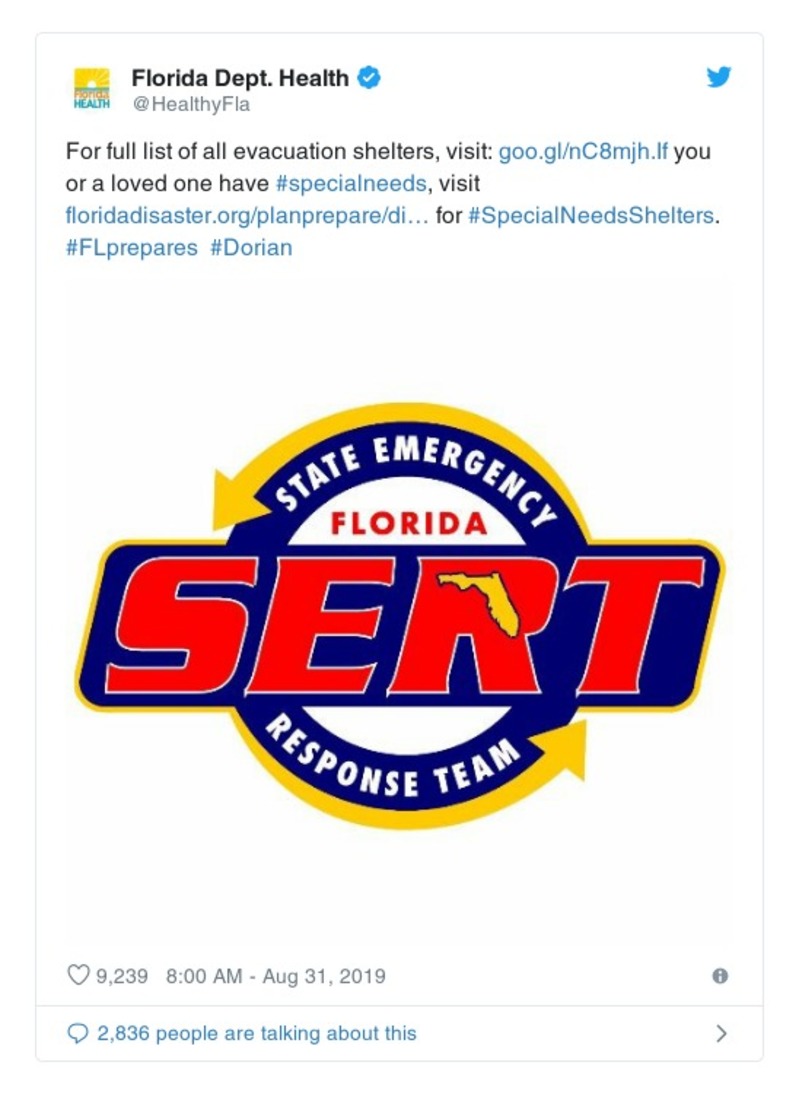 Florida Dept. Health
@HealthyFla
For full list of all evacuation shelters, visit: goo.gl/nC8mjh.If you
or a loved one have #specialneeds, visit
floridadisaster.org/planprepare/di… for #SpecialNeedsShelters.
#FLprepares #Dorian
STATE EMERGENCY
FLORIDA
SERT
RESPONSE TEAM
9,239 8:00 AM - Aug 31, 2019
2,836 people are talking about this